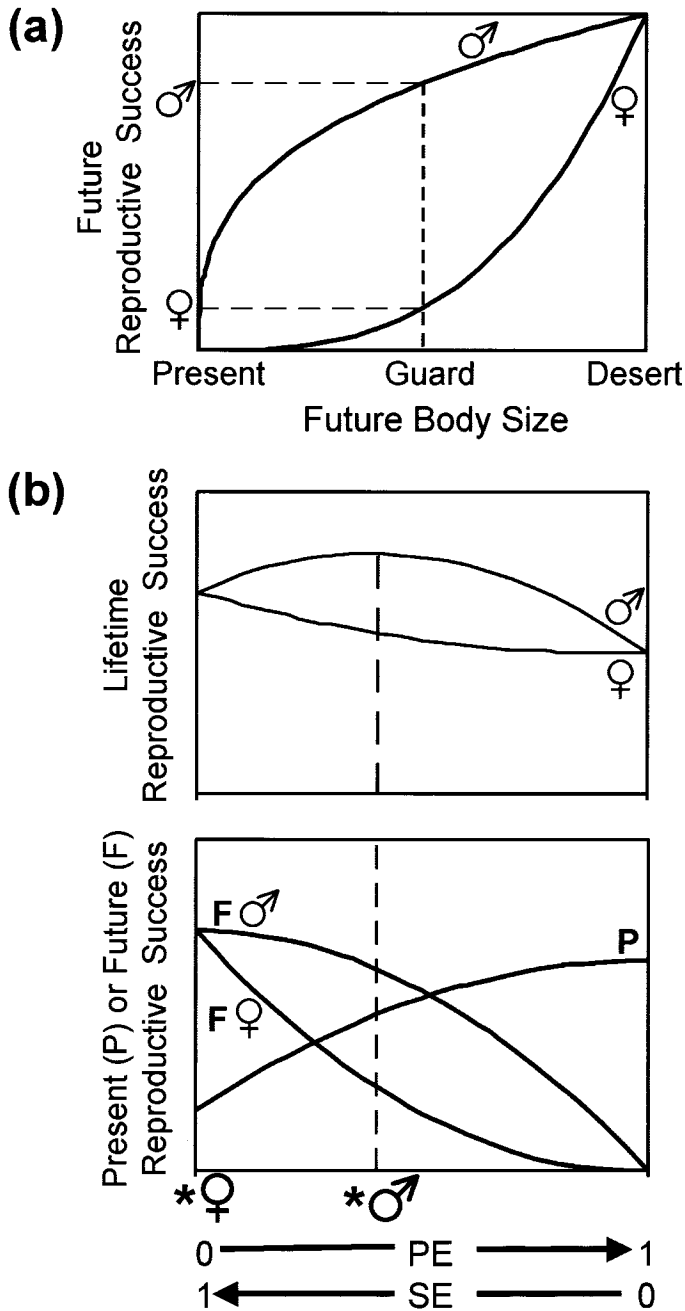 (a)
Future
Reproductive Success
♂
♀
♂
♀
Present Guard Desert
Future Body Size
(b)
Lifetime
Reproductive Success
♂
♀
Present (P) or Future (F)
Reproductive Success
F ♂
F ♀
P
*♀ *♂
0 PE 1
1 SE 0